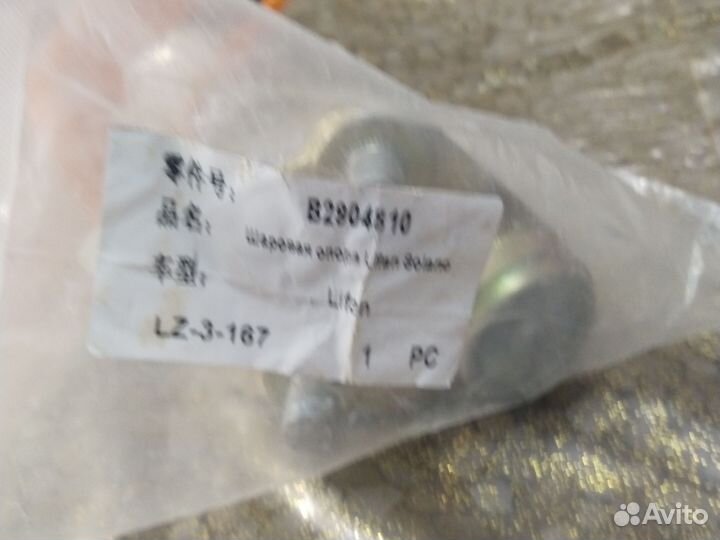 零件号: B2904810
品名: Шаровая опора Lifan Solano
车型: Lifan
LZ-3-167 1 PC
Avito